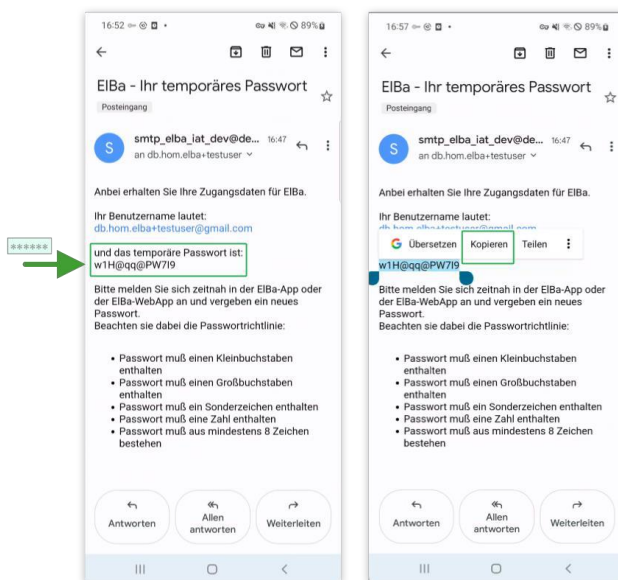 16:52
89%
ElBa - Ihr temporäres Passwort
Posteingang
S
smtp_elba_iat_dev@de... 16:47
an db.hom.elba+testuser
Anbei erhalten Sie Ihre Zugangsdaten für ElBa.
Ihr Benutzername lautet:
db.hom.elba+testuser@gmail.com
******
und das temporäre Passwort ist:
w1H@qq@PW7I9
Bitte melden Sie sich zeitnah in der ElBa-App oder
der ElBa-WebApp an und vergeben ein neues
Passwort.
Beachten sie dabei die Passwortrichtlinie:
• Passwort muß einen Kleinbuchstaben
enthalten
• Passwort muß einen Großbuchstaben
enthalten
• Passwort muß ein Sonderzeichen enthalten
• Passwort muß eine Zahl enthalten
• Passwort muß aus mindestens 8 Zeichen
bestehen
Antworten
Allen
antworten
Weiterleiten
16:57
89%
ElBa - Ihr temporäres Passwort
Posteingang
S
smtp_elba_iat_dev@de... 16:47
an db.hom.elba+testuser
Anbei erhalten Sie Ihre Zugangsdaten für ElBa.
Ihr Benutzername lautet:
db.hom.elba+testuser@gmail.com
G Übersetzen Kopieren Teilen
w1H@qq@PW7I9
Bitte melden Sie sich zeitnah in der ElBa-App oder
der ElBa-WebApp an und vergeben ein neues
Passwort.
Beachten sie dabei die Passwortrichtlinie:
• Passwort muß einen Kleinbuchstaben
enthalten
• Passwort muß einen Großbuchstaben
enthalten
• Passwort muß ein Sonderzeichen enthalten
• Passwort muß eine Zahl enthalten
• Passwort muß aus mindestens 8 Zeichen
bestehen
Antworten
Allen
antworten
Weiterleiten